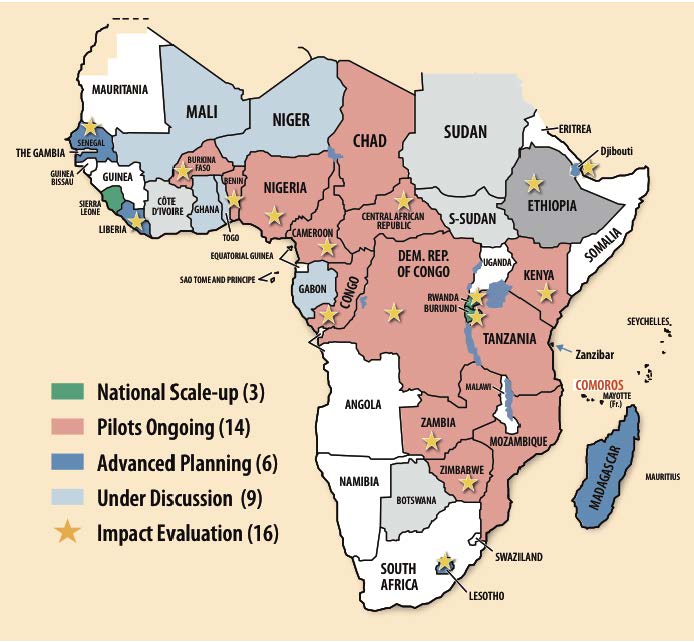 MAURITANIA
MALI
NIGER
CHAD
SUDAN
ERITREA
Djibouti
SENEGAL
THE GAMBIA
GUINEA
BISSAU
GUINEA
SIERRA
LEONE
LIBERIA
CÔTE
D'IVOIRE
BURKINA
FASO
GHANA
TOGO
BENIN
NIGERIA
CAMEROON
CENTRAL AFRICAN
REPUBLIC
S-SUDAN
ETHIOPIA
SOMALIA
EQUATORIAL GUINEA
SAO TOME AND PRINCIPE
GABON
CONGO
DEM. REP.
OF CONGO
UGANDA
KENYA
RWANDA
BURUNDI
TANZANIA
SEYCHELLES
Zanzibar
COMOROS
MAYOTTE
(Fr.)
ANGOLA
MALAWI
ZAMBIA
MOZAMBIQUE
ZIMBABWE
MADAGASCAR
MAURITIUS
NAMIBIA
BOTSWANA
SWAZILAND
SOUTH
AFRICA
LESOTHO
National Scale-up (3)
Pilots Ongoing (14)
Advanced Planning (6)
Under Discussion (9)
Impact Evaluation (16)